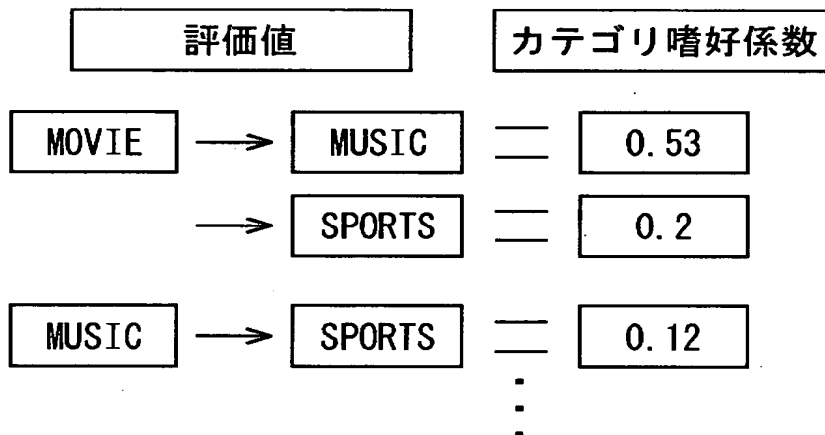 評価値 カテゴリ嗜好係数
MOVIE → MUSIC = 0.53
→ SPORTS = 0.2
MUSIC → SPORTS = 0.12
⋮